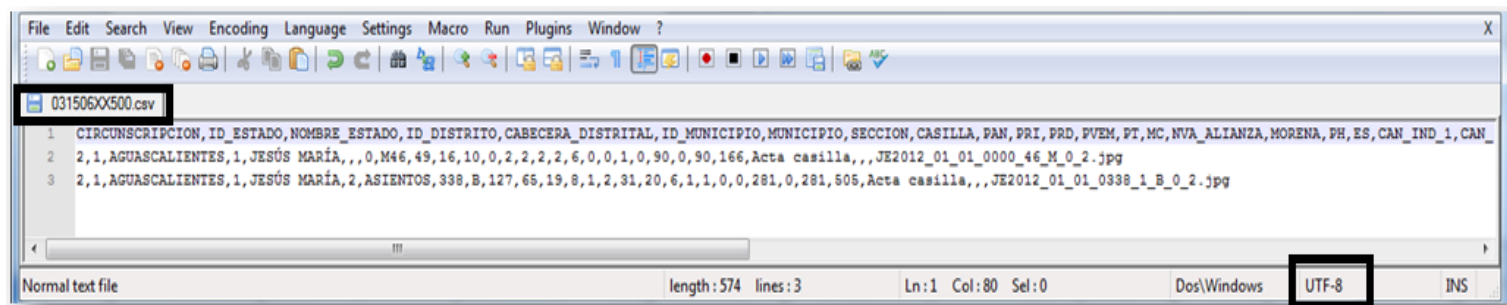 File Edit Search View Encoding Language Settings Macro Run Plugins Window ? X
031506XX500.csv
1 CIRCUNSCRIPCION,ID_ESTADO,NOMBRE_ESTADO,ID_DISTRITO,CABECERA_DISTRITAL,ID_MUNICIPIO,MUNICIPIO,SECCION,CASILLA,PAN,PRI,PRD,PVEM,PT,MC,NVA_ALIANZA,MORENA,PH,ES,CAN_IND_1,CAN_
2 2,1,AGUASCALIENTES,1,JESÚS MARÍA,,,0,M46,49,16,10,0,2,2,2,2,6,0,0,1,0,90,0,90,166,Acta casilla,,,JE2012_01_01_0000_46_M_0_2.jpg
3 2,1,AGUASCALIENTES,1,JESÚS MARÍA,2,ASIENTOS,338,B,127,65,19,8,1,2,31,20,6,1,1,0,0,281,0,281,505,Acta casilla,,,JE2012_01_01_0338_1_B_0_2.jpg
Normal text file length : 574 lines : 3 Ln : 1 Col : 80 Sel : 0 Dos\Windows UTF-8 INS